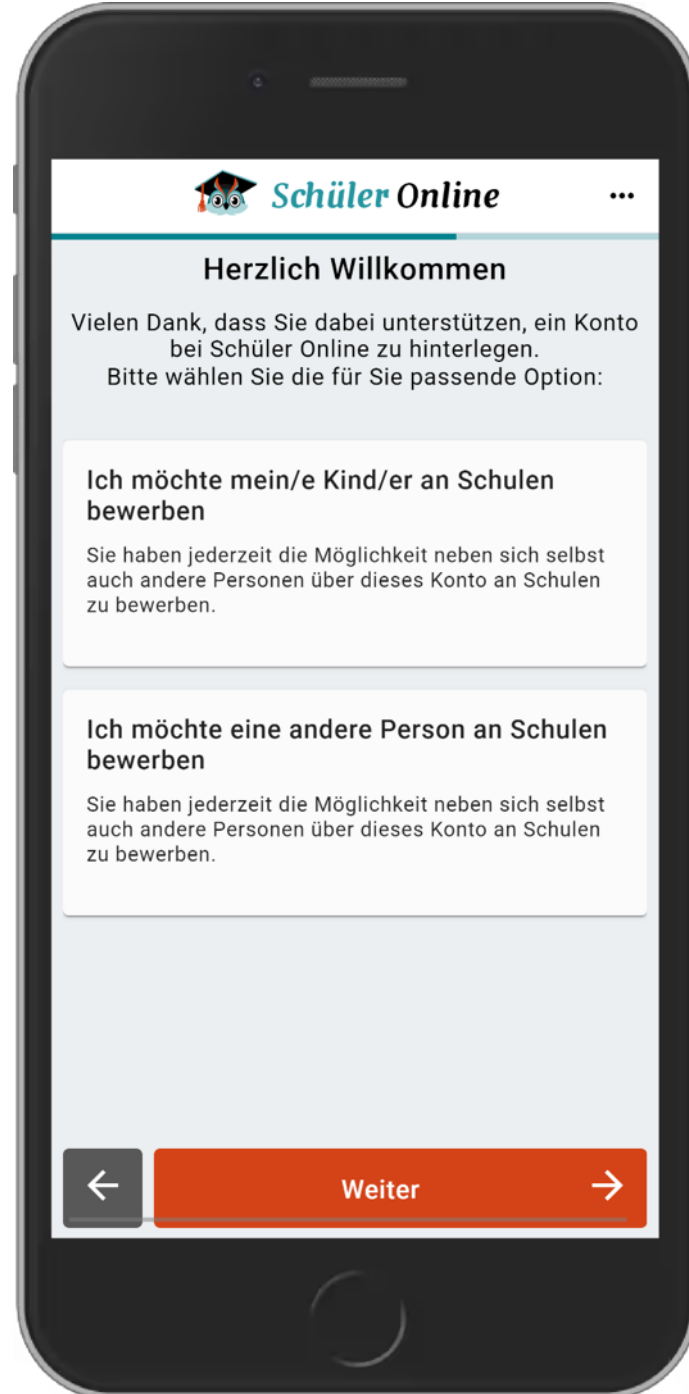 Schüler Online
Herzlich Willkommen
Vielen Dank, dass Sie dabei unterstützen, ein Konto
bei Schüler Online zu hinterlegen.
Bitte wählen Sie die für Sie passende Option:
Ich möchte mein/e Kind/er an Schulen
bewerben
Sie haben jederzeit die Möglichkeit neben sich selbst
auch andere Personen über dieses Konto an Schulen
zu bewerben.
Ich möchte eine andere Person an Schulen
bewerben
Sie haben jederzeit die Möglichkeit neben sich selbst
auch andere Personen über dieses Konto an Schulen
zu bewerben.
Weiter